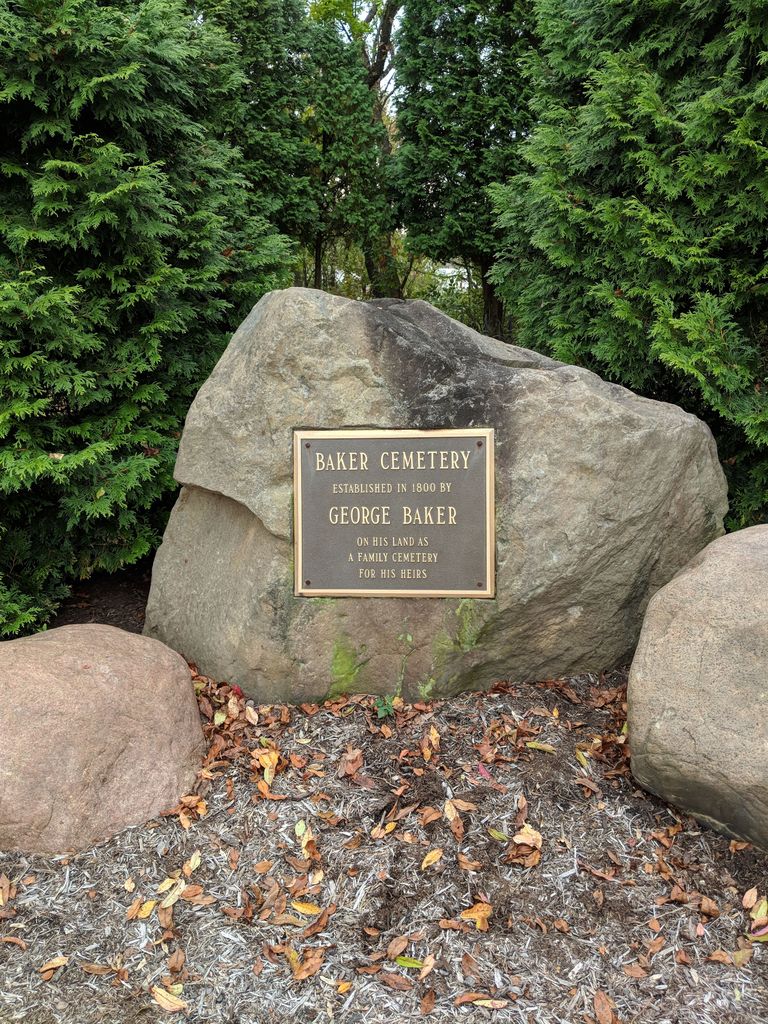 BAKER CEMETERY
ESTABLISHED IN 1800 BY
GEORGE BAKER
ON HIS LAND AS
A FAMILY CEMETERY
FOR HIS HEIRS